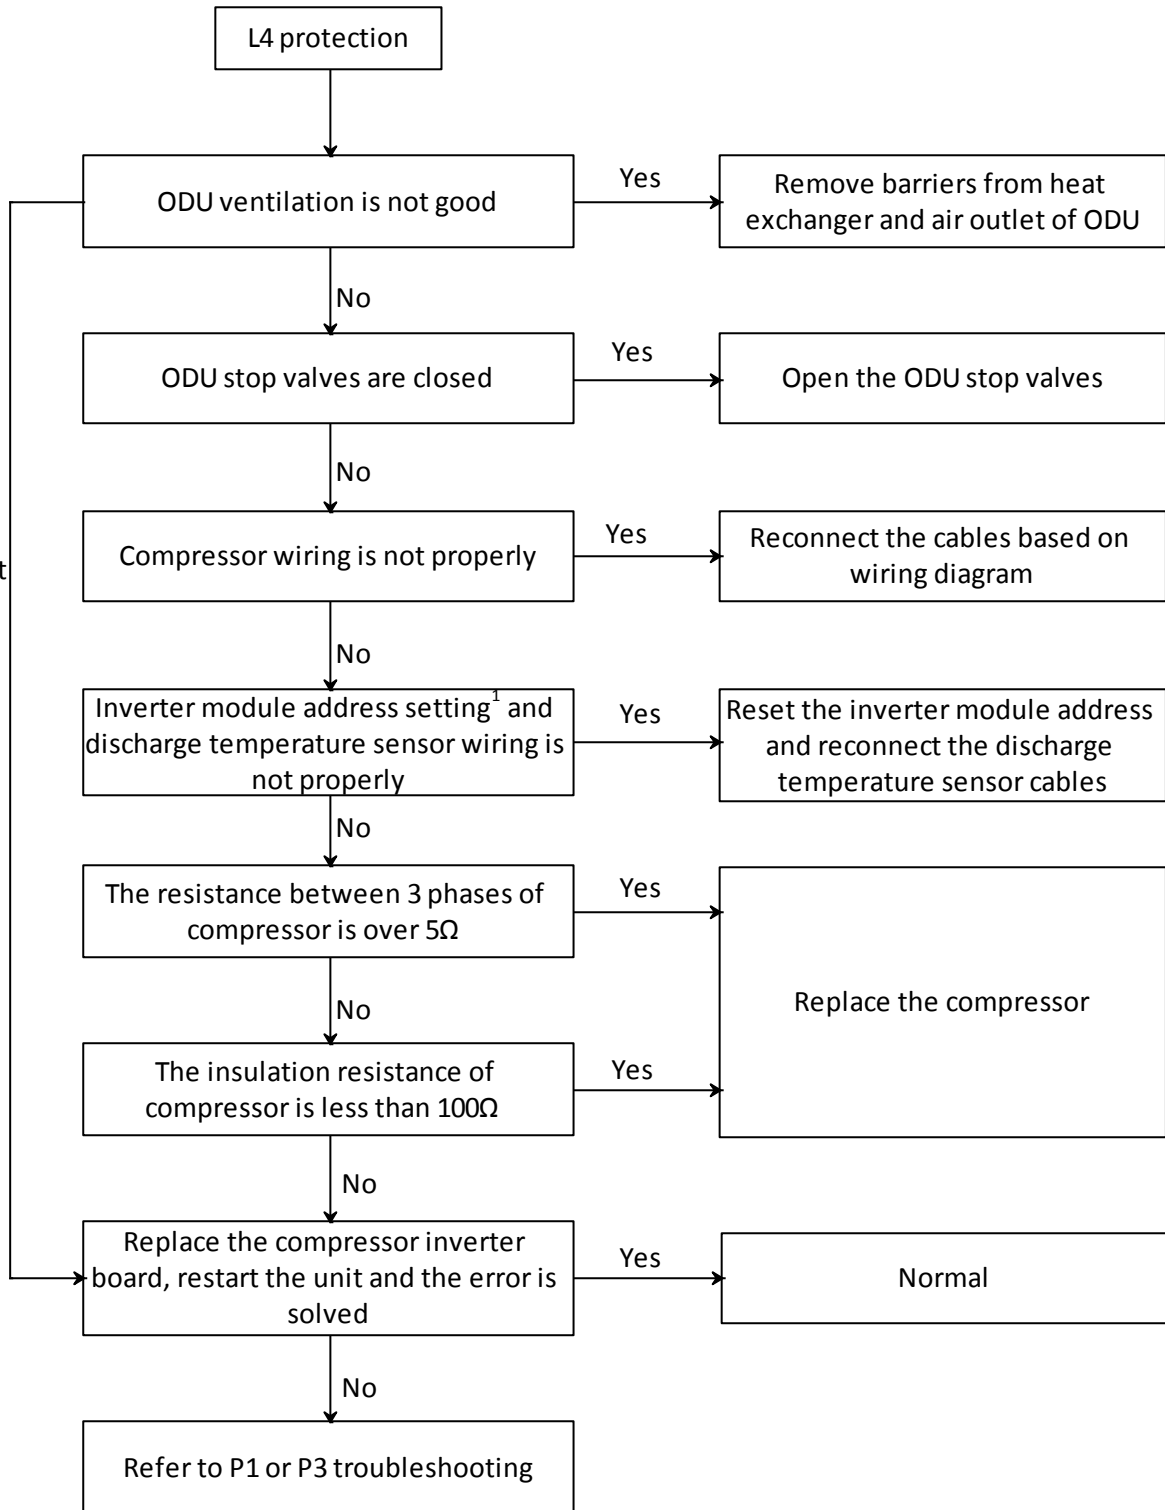 L4 protection
ODU ventilation is not good
Yes
Remove barriers from heat
exchanger and air outlet of ODU
No
ODU stop valves are closed
Yes
Open the ODU stop valves
No
Compressor wiring is not properly
Yes
Reconnect the cables based on
wiring diagram
No
Inverter module address setting¹ and
discharge temperature sensor wiring is
not properly
Yes
Reset the inverter module address
and reconnect the discharge
temperature sensor cables
No
The resistance between 3 phases of
compressor is over 5Ω
Yes
Replace the compressor
No
The insulation resistance of
compressor is less than 100Ω
Yes
No
Replace the compressor inverter
board, restart the unit and the error is
solved
Yes
Normal
No
Refer to P1 or P3 troubleshooting